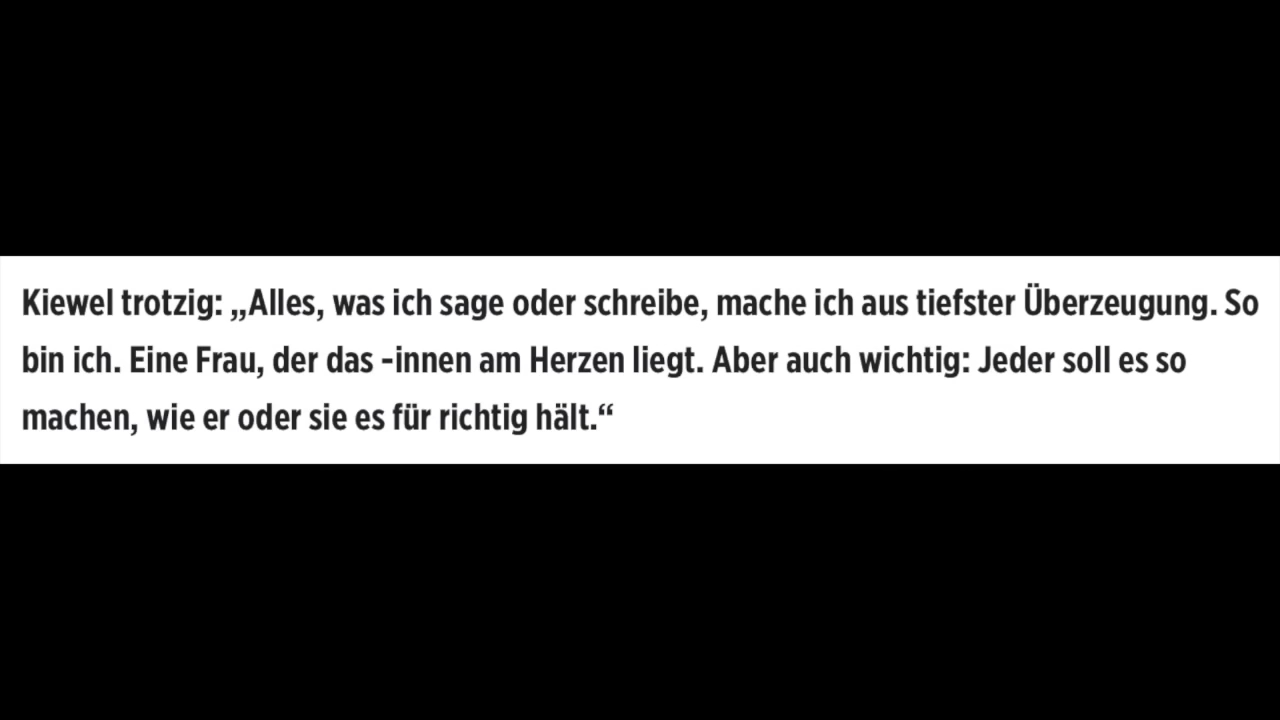 Kiewel trotzig: „Alles, was ich sage oder schreibe, mache ich aus tiefster Überzeugung. So
bin ich. Eine Frau, der das -innen am Herzen liegt. Aber auch wichtig: Jeder soll es so
machen, wie er oder sie es für richtig hält.“